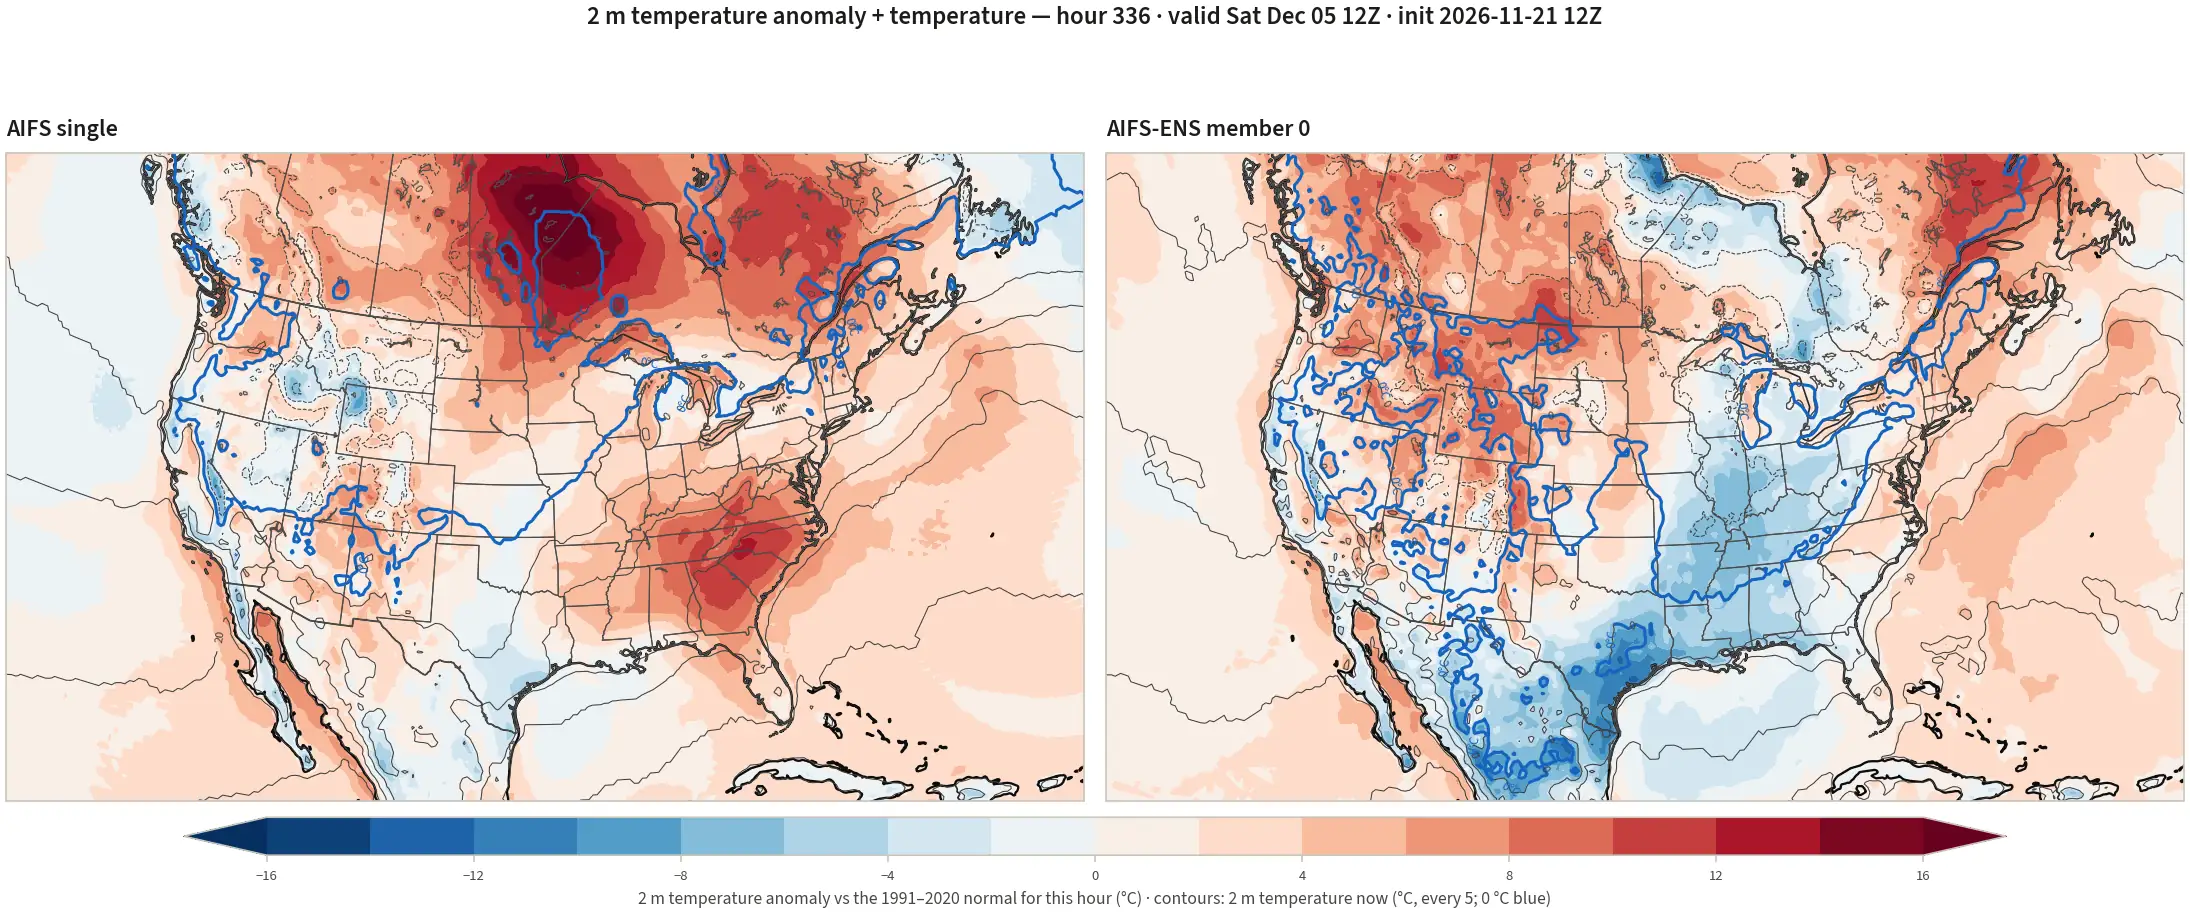 2 m temperature anomaly + temperature — hour 336 · valid Sat Dec 05 12Z · init 2026-11-21 12Z
AIFS single
AIFS-ENS member 0
−16 −12 −8 −4 0 4 8 12 16
2 m temperature anomaly vs the 1991–2020 normal for this hour (°C) · contours: 2 m temperature now (°C, every 5; 0 °C blue)